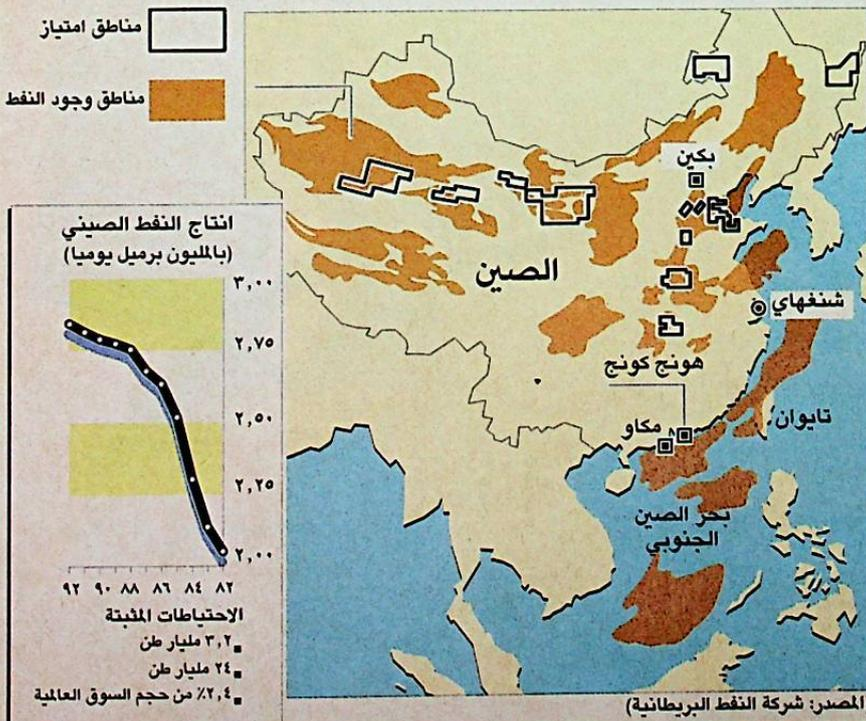 مناطق امتياز
مناطق وجود النفط
بكين
الصين
شنغهاي
هونج كونج
مكاو
تايوان
بحر الصين
الجنوبي
انتاج النفط الصيني
(بالمليون برميل يوميا)
٣,٠٠
٢,٧٥
٢,٥٠
٢,٢٥
٢,٠٠
٨٢ ٨٤ ٨٦ ٨٨ ٩٠ ٩٢
الاحتياطات المثبتة
٣,٢ مليار طن
٢٤ مليار طن
٢,٤٪ من حجم السوق العالمية
المصدر: شركة النفط البريطانية)